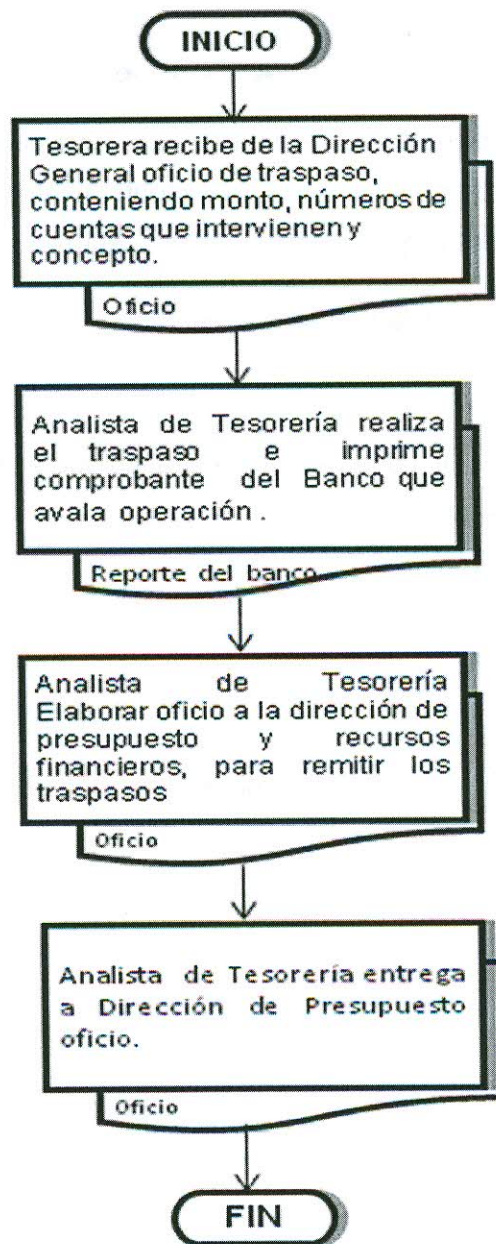 INICIO
Tesorera recibe de la Dirección
General oficio de traspaso,
conteniendo monto, números de
cuentas que intervienen y
concepto.
Oficio
Analista de Tesorería realiza
el traspaso e imprime
comprobante del Banco que
avala operación .
Reporte del banco
Analista de Tesorería
Elaborar oficio a la dirección de
presupuesto y recursos
financieros, para remitir los
traspasos
Oficio
Analista de Tesorería entrega
a Dirección de Presupuesto
oficio.
Oficio
FIN